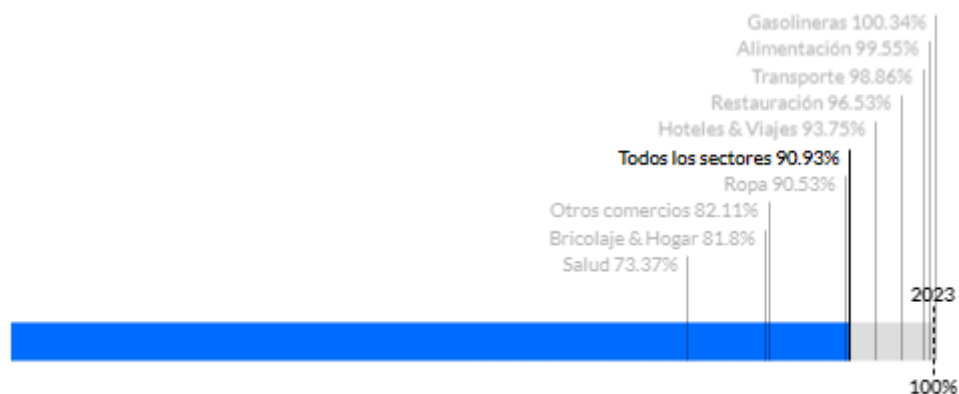 Gasolineras 100.34%
Alimentación 99.55%
Transporte 98.86%
Restauración 96.53%
Hoteles & Viajes 93.75%
Todos los sectores 90.93%
Ropa 90.53%
Otros comercios 82.11%
Bricolaje & Hogar 81.8%
Salud 73.37%
2023
100%